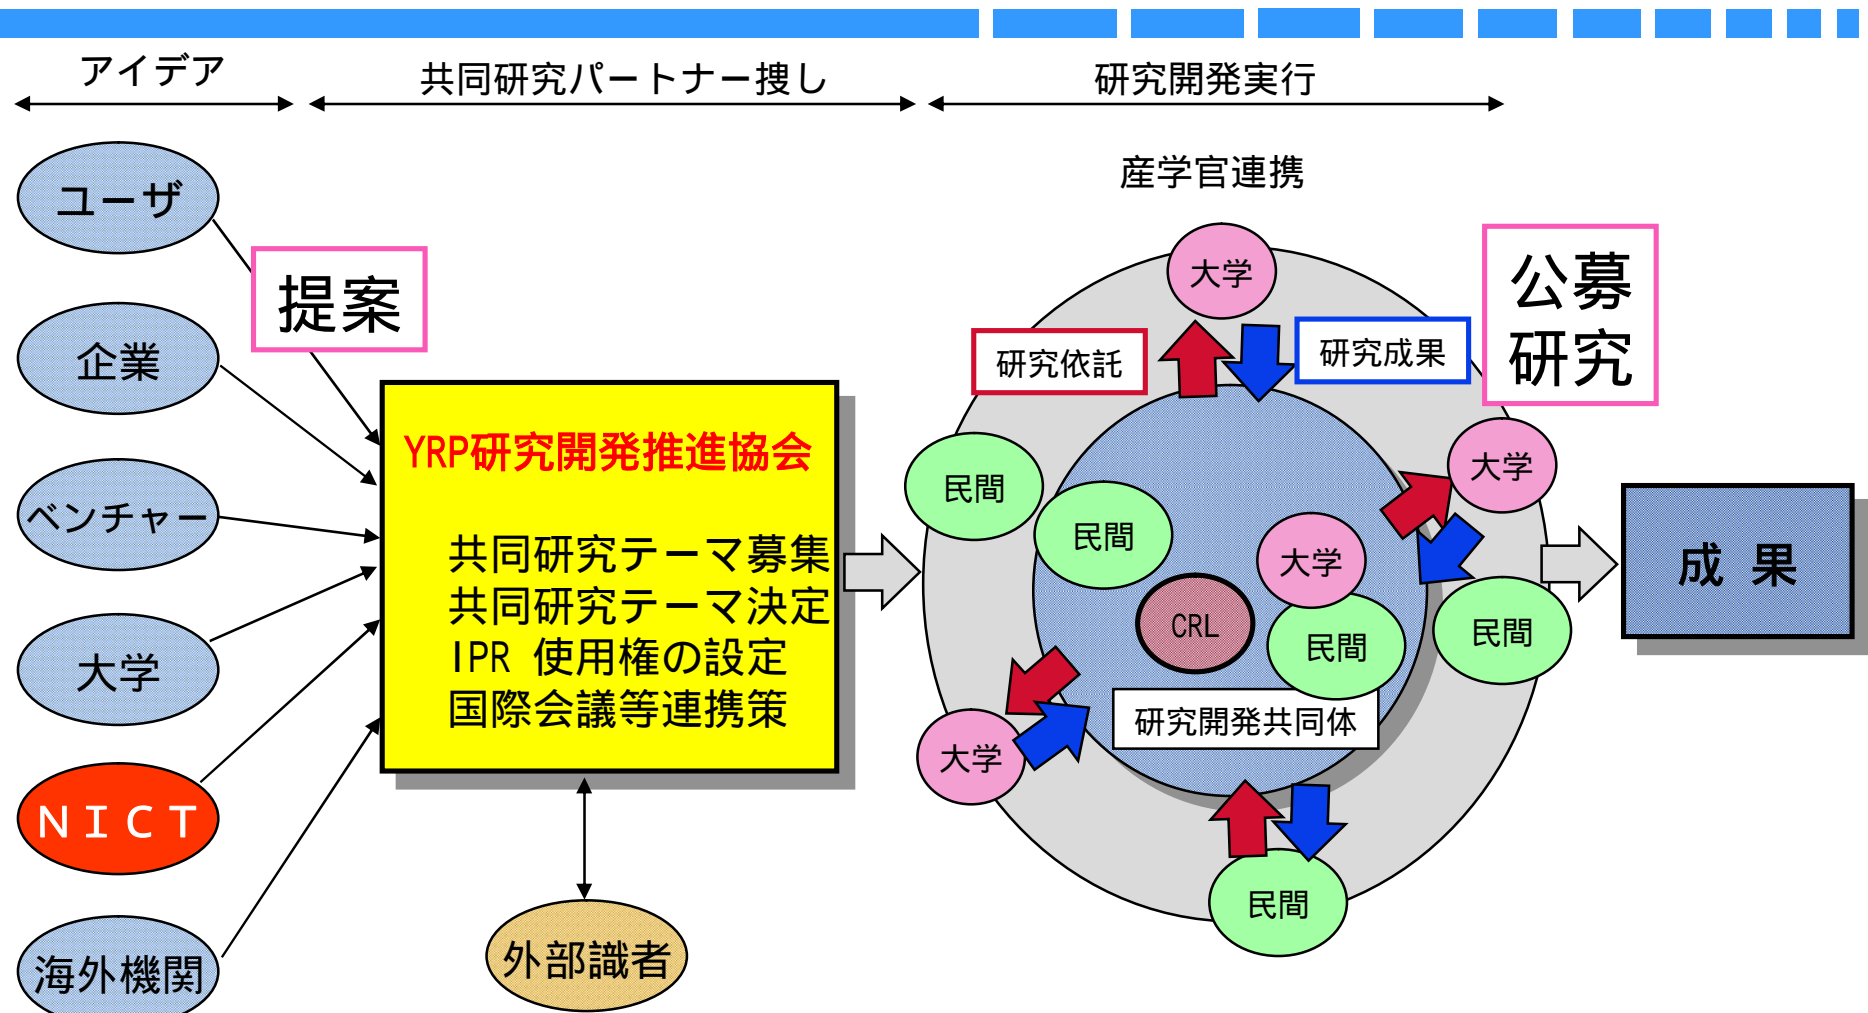 アイデア
共同研究パートナー捜し
研究開発実行
産学官連携
ユーザ
企業
ベンチャー
大学
ＮＩＣＴ
海外機関
提案
YRP研究開発推進協会
共同研究テーマ募集
共同研究テーマ決定
IPR 使用権の設定
国際会議等連携策
外部識者
大学
研究依託
研究成果
公募
研究
民間
民間
大学
大学
CRL
民間
民間
研究開発共同体
大学
民間
成 果